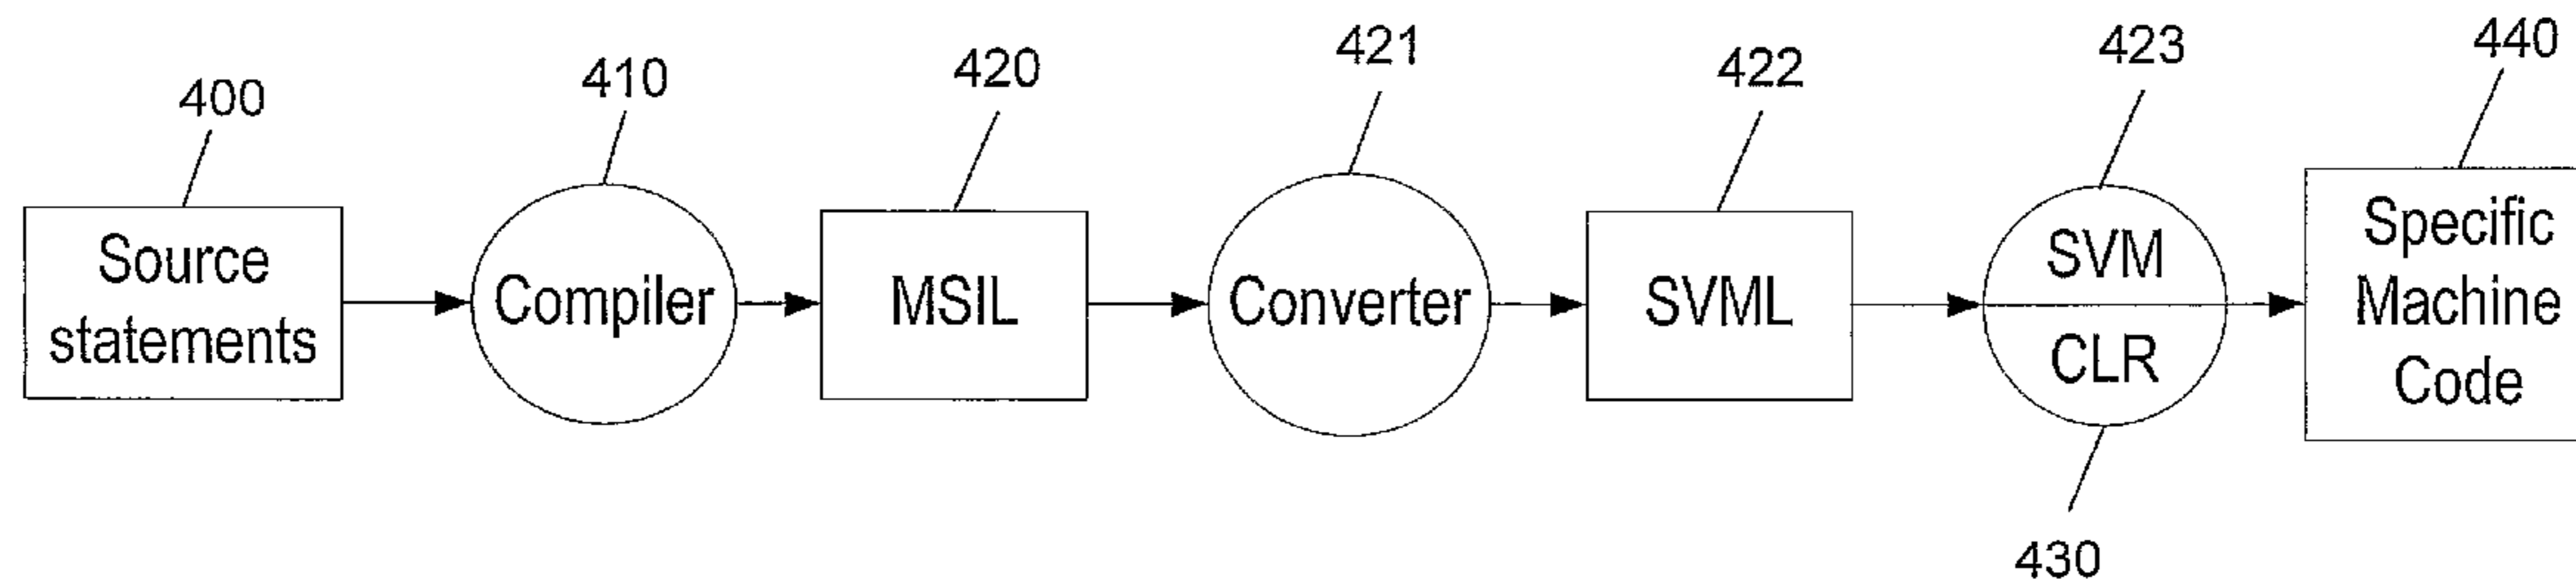 400
410
420
421
422
423
440
Source
statements
Compiler
MSIL
Converter
SVML
SVM
CLR
Specific
Machine
Code
430